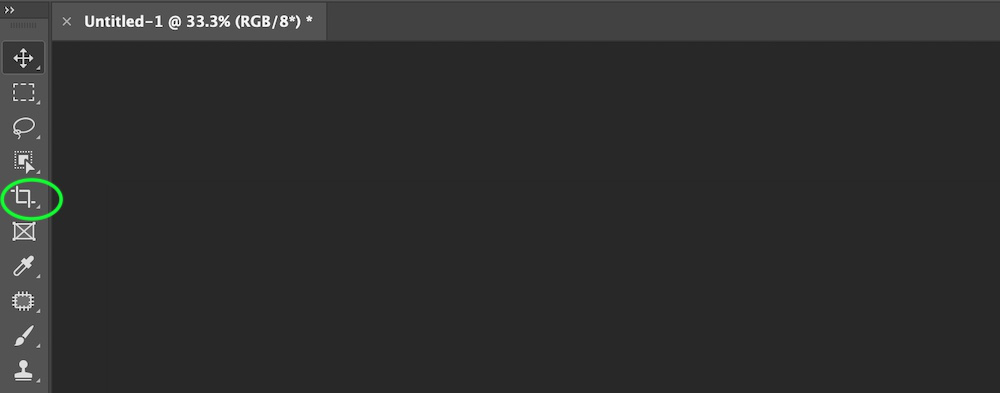 Untitled-1 @ 33.3% (RGB/8*) *